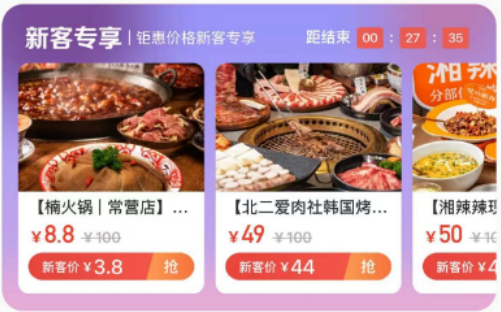 新客专享 | 钜惠价格新客专享 距结束 00 : 27 : 35
湘辣
分部
【楠火锅 | 常营店】...
【北二爱肉社韩国烤...
【湘辣辣现
¥8.8 ¥100
¥49 ¥100
¥50 ¥10
新客价 ¥3.8 抢
新客价 ¥44 抢
新客价 ¥4